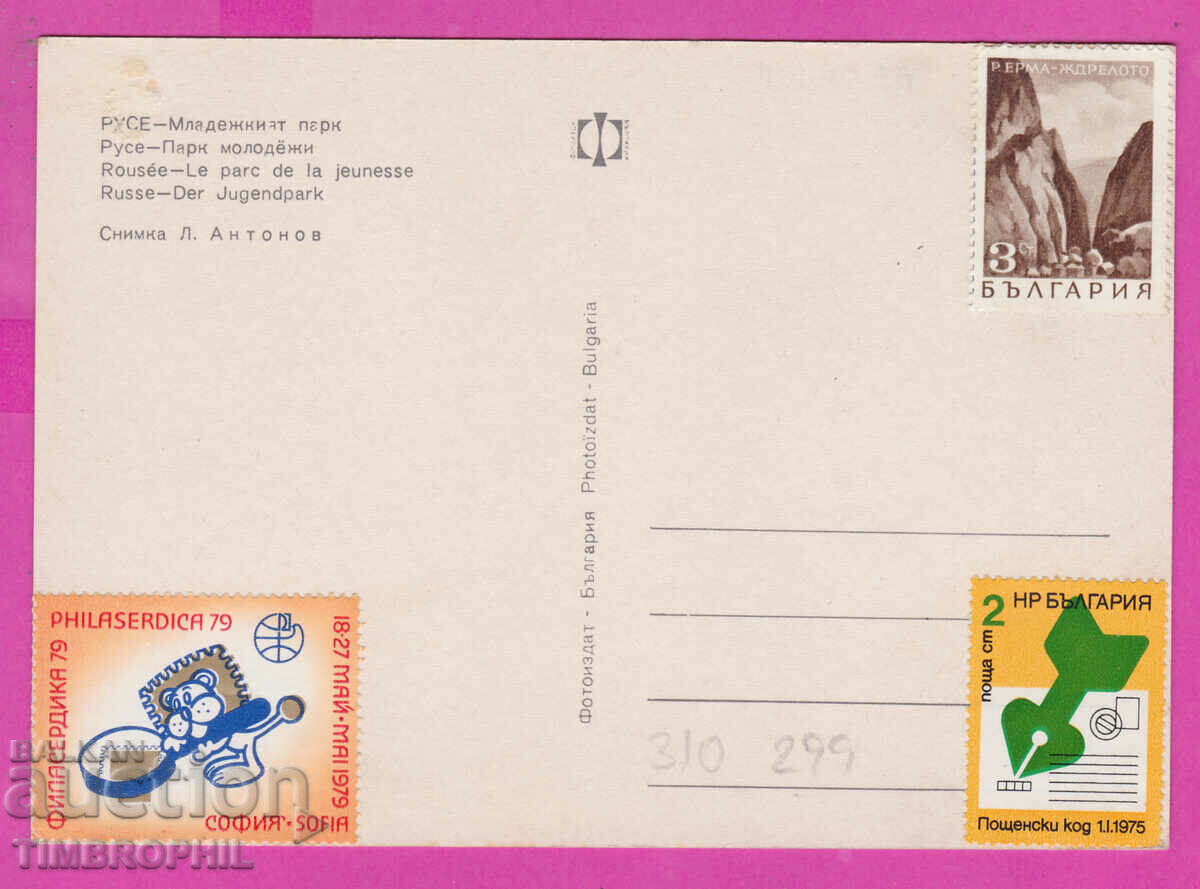 РУСЕ—Младежкият парк
Русе—Парк молодёжи
Rousée—Le parc de la jeunesse
Russe—Der Jugendpark
Снимка Л. Антонов
Фотоиздат - България Photoïzdat - Bulgaria
Р. ЕРМА-ЖДРЕЛОТО
3 СТ
БЪЛГАРИЯ
310 299
PHILASERDICA 79
ФИЛАСЕРДИКА 79
18·27 МАЙ·MAI 1979
СОФИЯ·SOFIA
2 НР БЪЛГАРИЯ
поща ст
Пощенски код 1.I.1975
BALKAN
auction
TIMBROPHIL